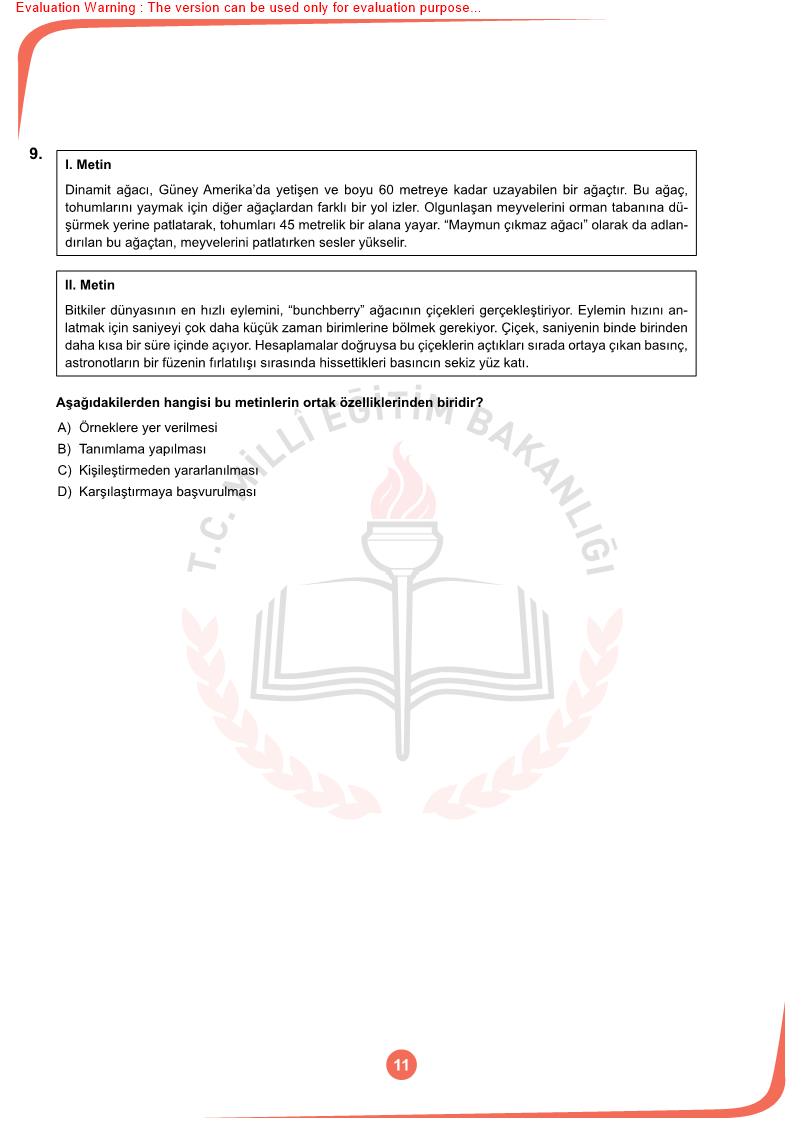 Evaluation Warning : The version can be used only for evaluation purpose...
9.
I. Metin
Dinamit ağacı, Güney Amerika’da yetişen ve boyu 60 metreye kadar uzayabilen bir ağaçtır. Bu ağaç,
tohumlarını yaymak için diğer ağaçlardan farklı bir yol izler. Olgunlaşan meyvelerini orman tabanına dü-
şürmek yerine patlatarak, tohumları 45 metrelik bir alana yayar. “Maymun çıkmaz ağacı” olarak da adlan-
dırılan bu ağaçtan, meyvelerini patlatırken sesler yükselir.
II. Metin
Bitkiler dünyasının en hızlı eylemini, “bunchberry” ağacının çiçekleri gerçekleştiriyor. Eylemin hızını an-
latmak için saniyeyi çok daha küçük zaman birimlerine bölmek gerekiyor. Çiçek, saniyenin binde birinden
daha kısa bir süre içinde açıyor. Hesaplamalar doğruysa bu çiçeklerin açtıkları sırada ortaya çıkan basınç,
astronotların bir füzenin fırlatılışı sırasında hissettikleri basıncın sekiz yüz katı.
Aşağıdakilerden hangisi bu metinlerin ortak özelliklerinden biridir?
A) Örneklere yer verilmesi
B) Tanımlama yapılması
C) Kişileştirmeden yararlanılması
D) Karşılaştırmaya başvurulması
T.C. MİLLÎ EĞİTİM BAKANLIĞI
11